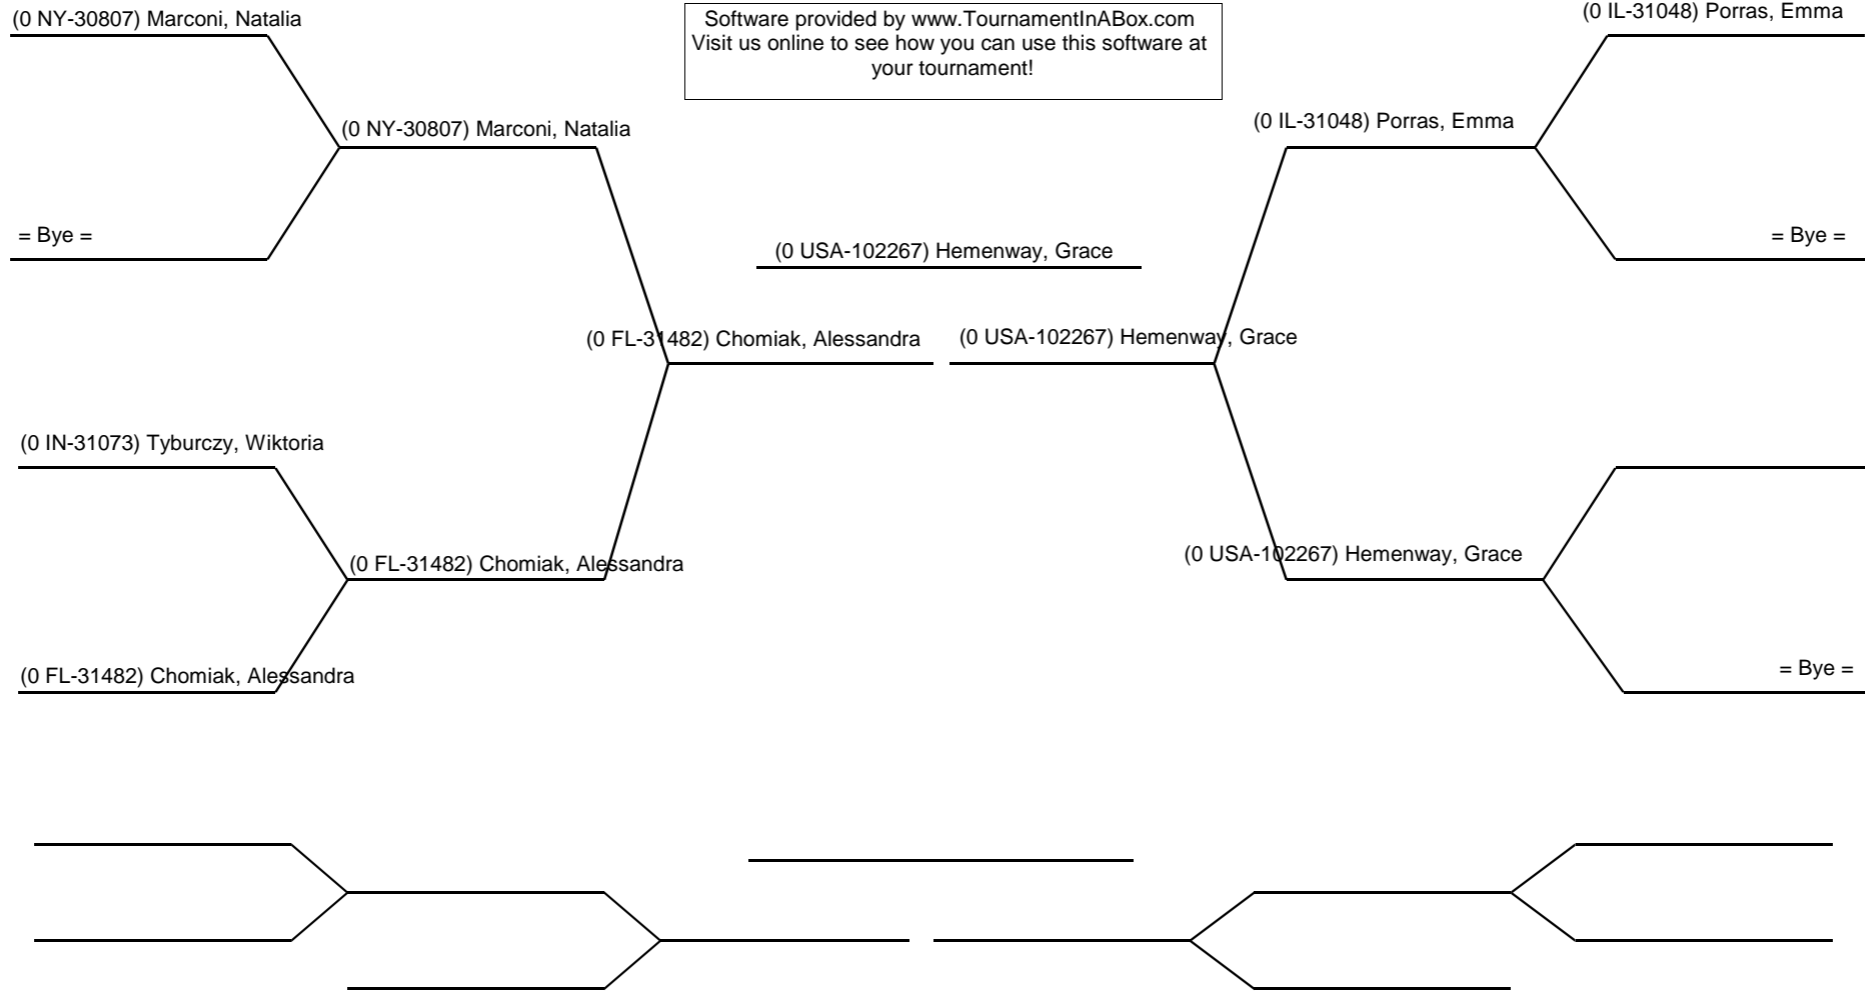 (0 NY-30807) Marconi, Natalia
Software provided by www.TournamentInABox.com
Visit us online to see how you can use this software at
your tournament!
(0 IL-31048) Porras, Emma
(0 NY-30807) Marconi, Natalia
(0 IL-31048) Porras, Emma
= Bye =
(0 USA-102267) Hemenway, Grace
= Bye =
(0 FL-31482) Chomiak, Alessandra
(0 USA-102267) Hemenway, Grace
(0 IN-31073) Tyburczy, Wiktoria
(0 FL-31482) Chomiak, Alessandra
(0 USA-102267) Hemenway, Grace
(0 FL-31482) Chomiak, Alessandra
= Bye =